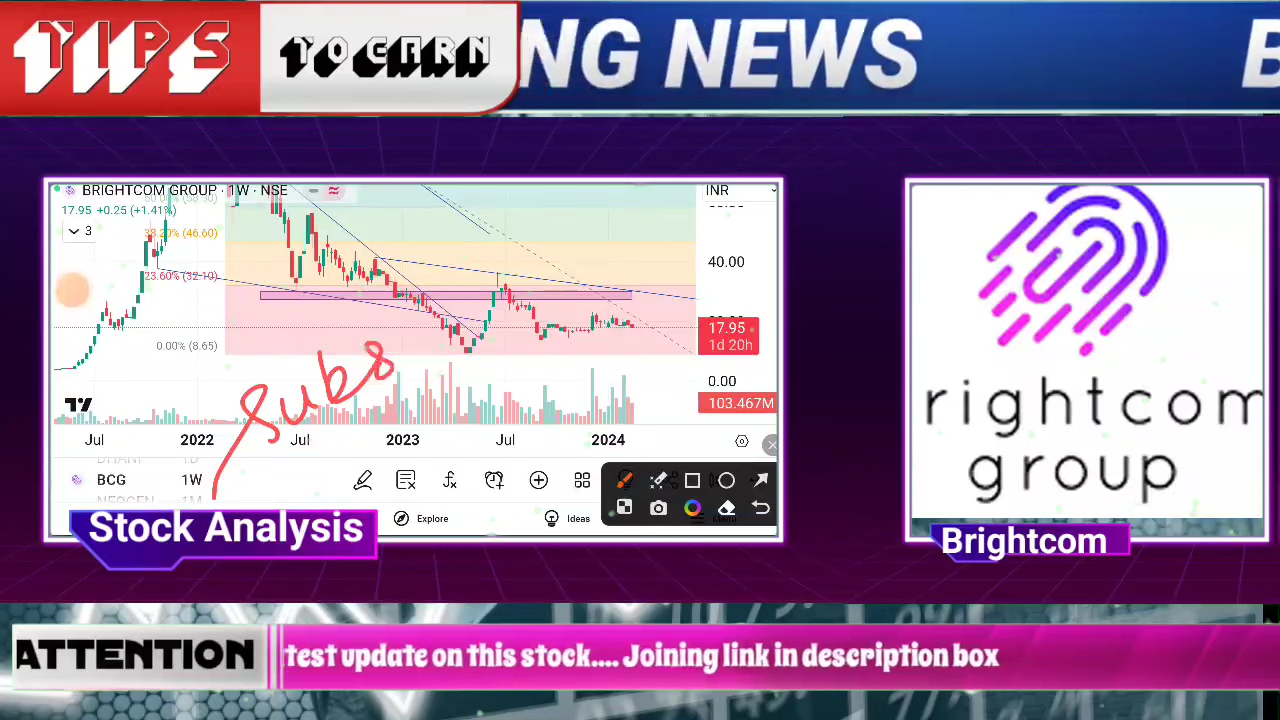 TIPS
TO EARN
NG NEWS
B
BRIGHTCOM GROUP · 1W · NSE
INR
17.95 +0.25 (+1.41%)
3
38.20% (46.60)
40.00
23.60% (32.10)
17.95
1d 20h
0.00% (8.65)
0.00
103.467M
Jul
2022
Jul
2023
Jul
2024
Subs
BCG
1W
Explore
Ideas
Stock Analysis
rightcom
group
Brightcom
ATTENTION
test update on this stock.... Joining link in description box